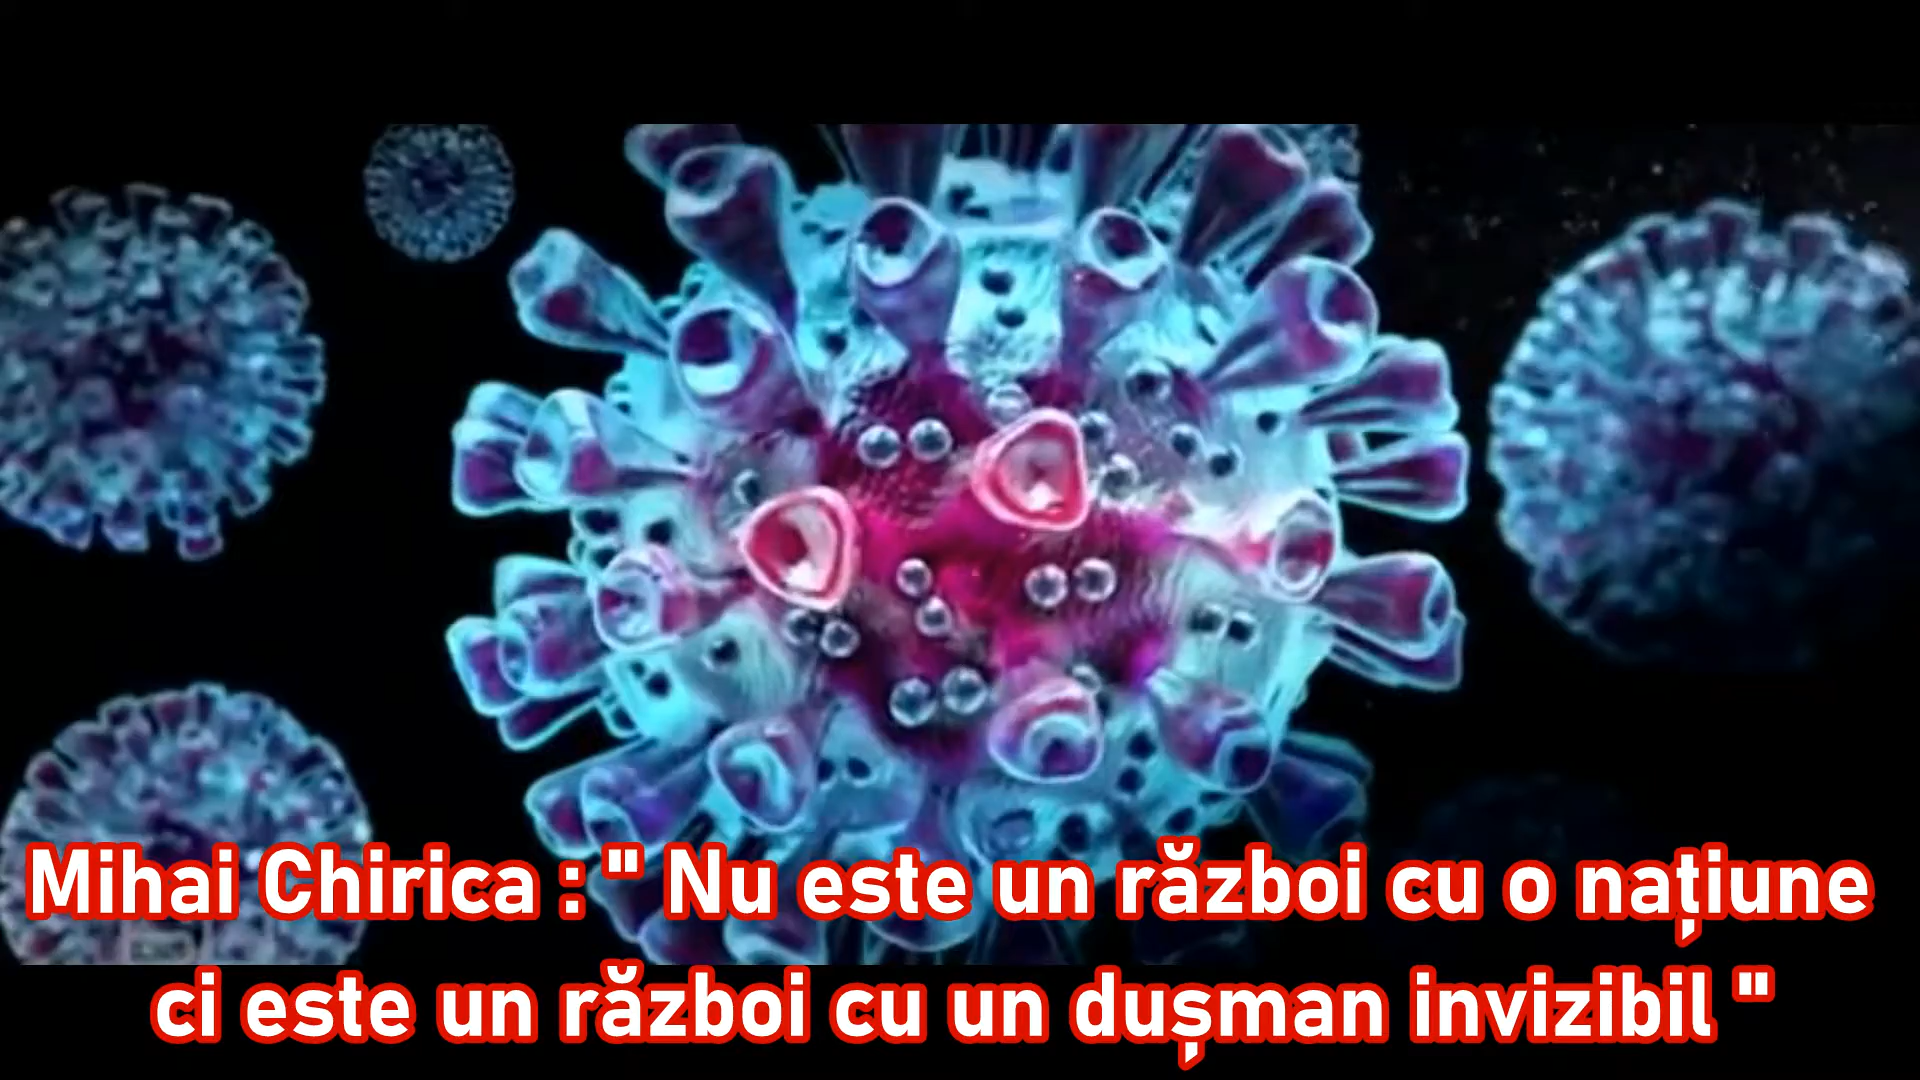 Mihai Chirica : " Nu este un război cu o națiune
ci este un război cu un dușman invizibil "